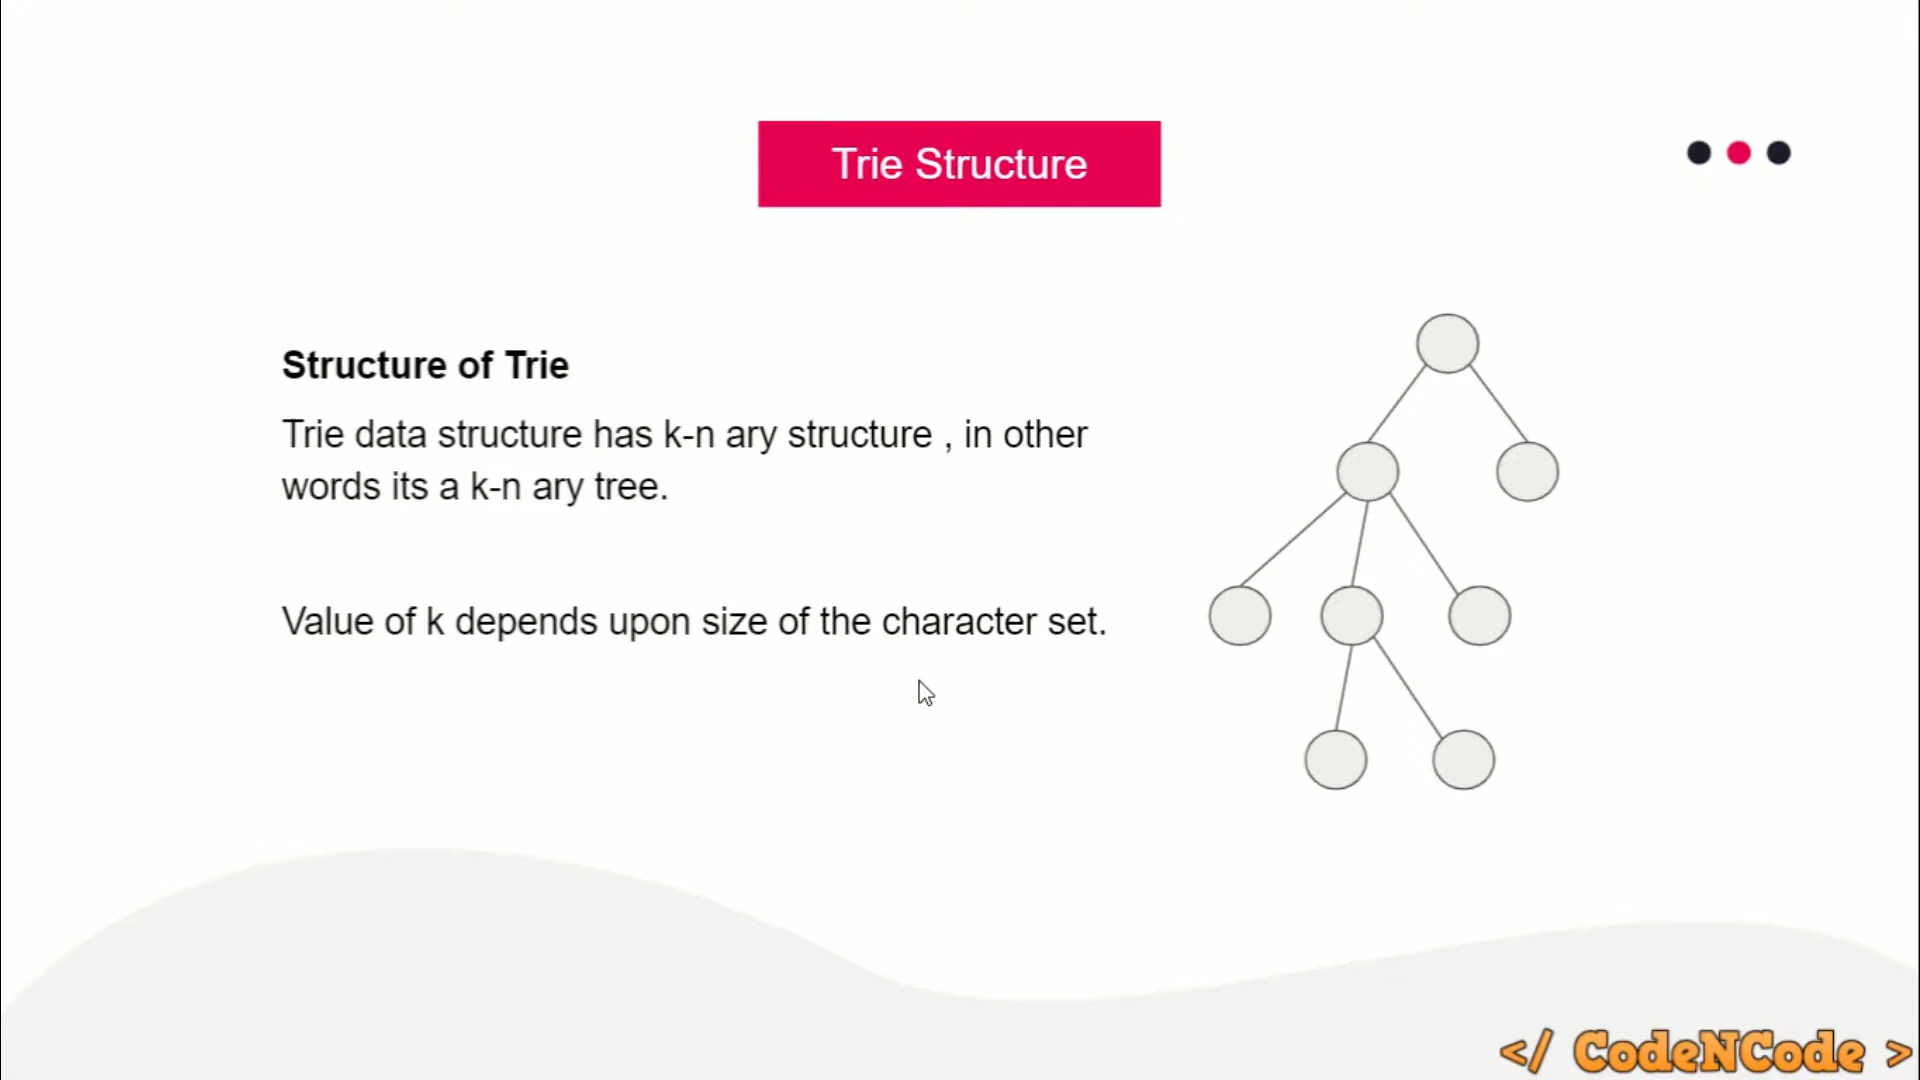 Trie Structure
Structure of Trie
Trie data structure has k-n ary structure , in other
words its a k-n ary tree.
Value of k depends upon size of the character set.
</ CodeNCode >